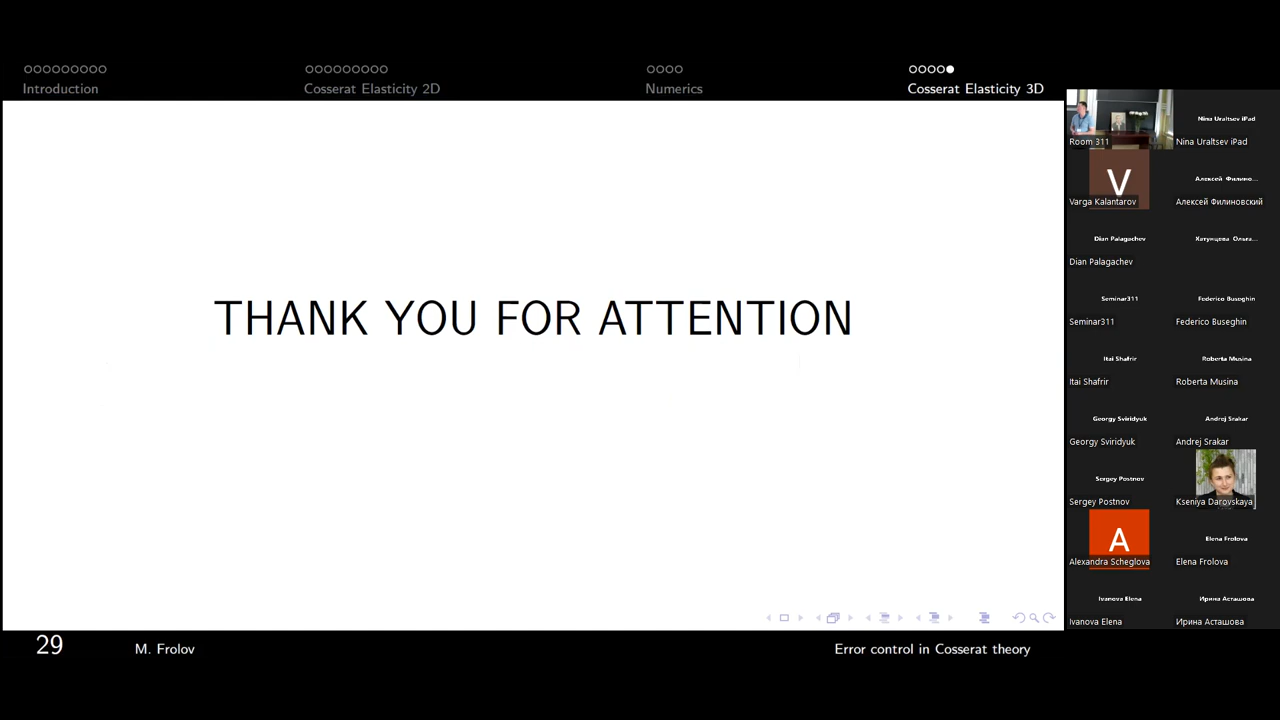 Introduction
Cosserat Elasticity 2D
Numerics
Cosserat Elasticity 3D
THANK YOU FOR ATTENTION
29
M. Frolov
Error control in Cosserat theory
Room 311
Nina Uraltsev iPad
Nina Uraltsev iPad
V
Varga Kalantarov
Алексей Филино...
Алексей Филиновский
Dian Palagachev
Dian Palagachev
Хатунцева Ольга...
Seminar311
Seminar311
Federico Buseghin
Federico Buseghin
Itai Shafrir
Itai Shafrir
Roberta Musina
Roberta Musina
Georgy Sviridyuk
Georgy Sviridyuk
Andrej Srakar
Andrej Srakar
Sergey Postnov
Sergey Postnov
Kseniya Darovskaya
A
Alexandra Scheglova
Elena Frolova
Elena Frolova
Ivanova Elena
Ivanova Elena
Ирина Асташова
Ирина Асташова